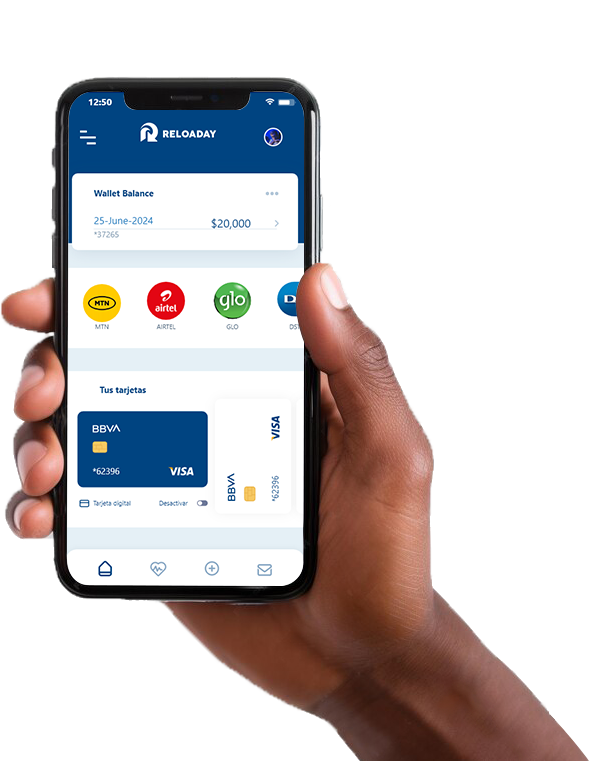 12:50
RELOADAY
Wallet Balance
25-June-2024
$20,000
*37265
MTN
airtel
glo
D
MTN
AIRTEL
GLO
Tus tarjetas
BBVA
*62396
VISA
VISA
BBVA
*62396
Tarjeta digital
Desactivar